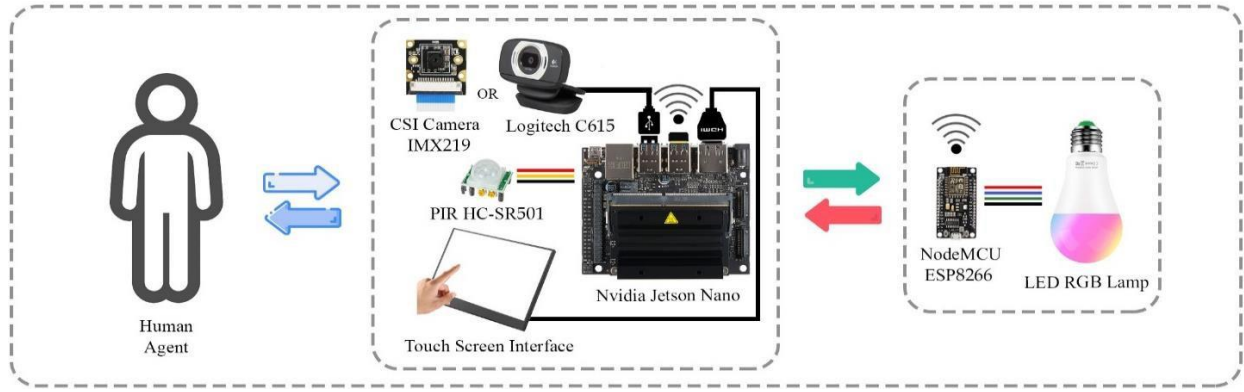 CSI Camera
IMX219
OR
Logitech C615
PIR HC-SR501
Nvidia Jetson Nano
Touch Screen Interface
Human
Agent
NodeMCU
ESP8266
LED RGB Lamp